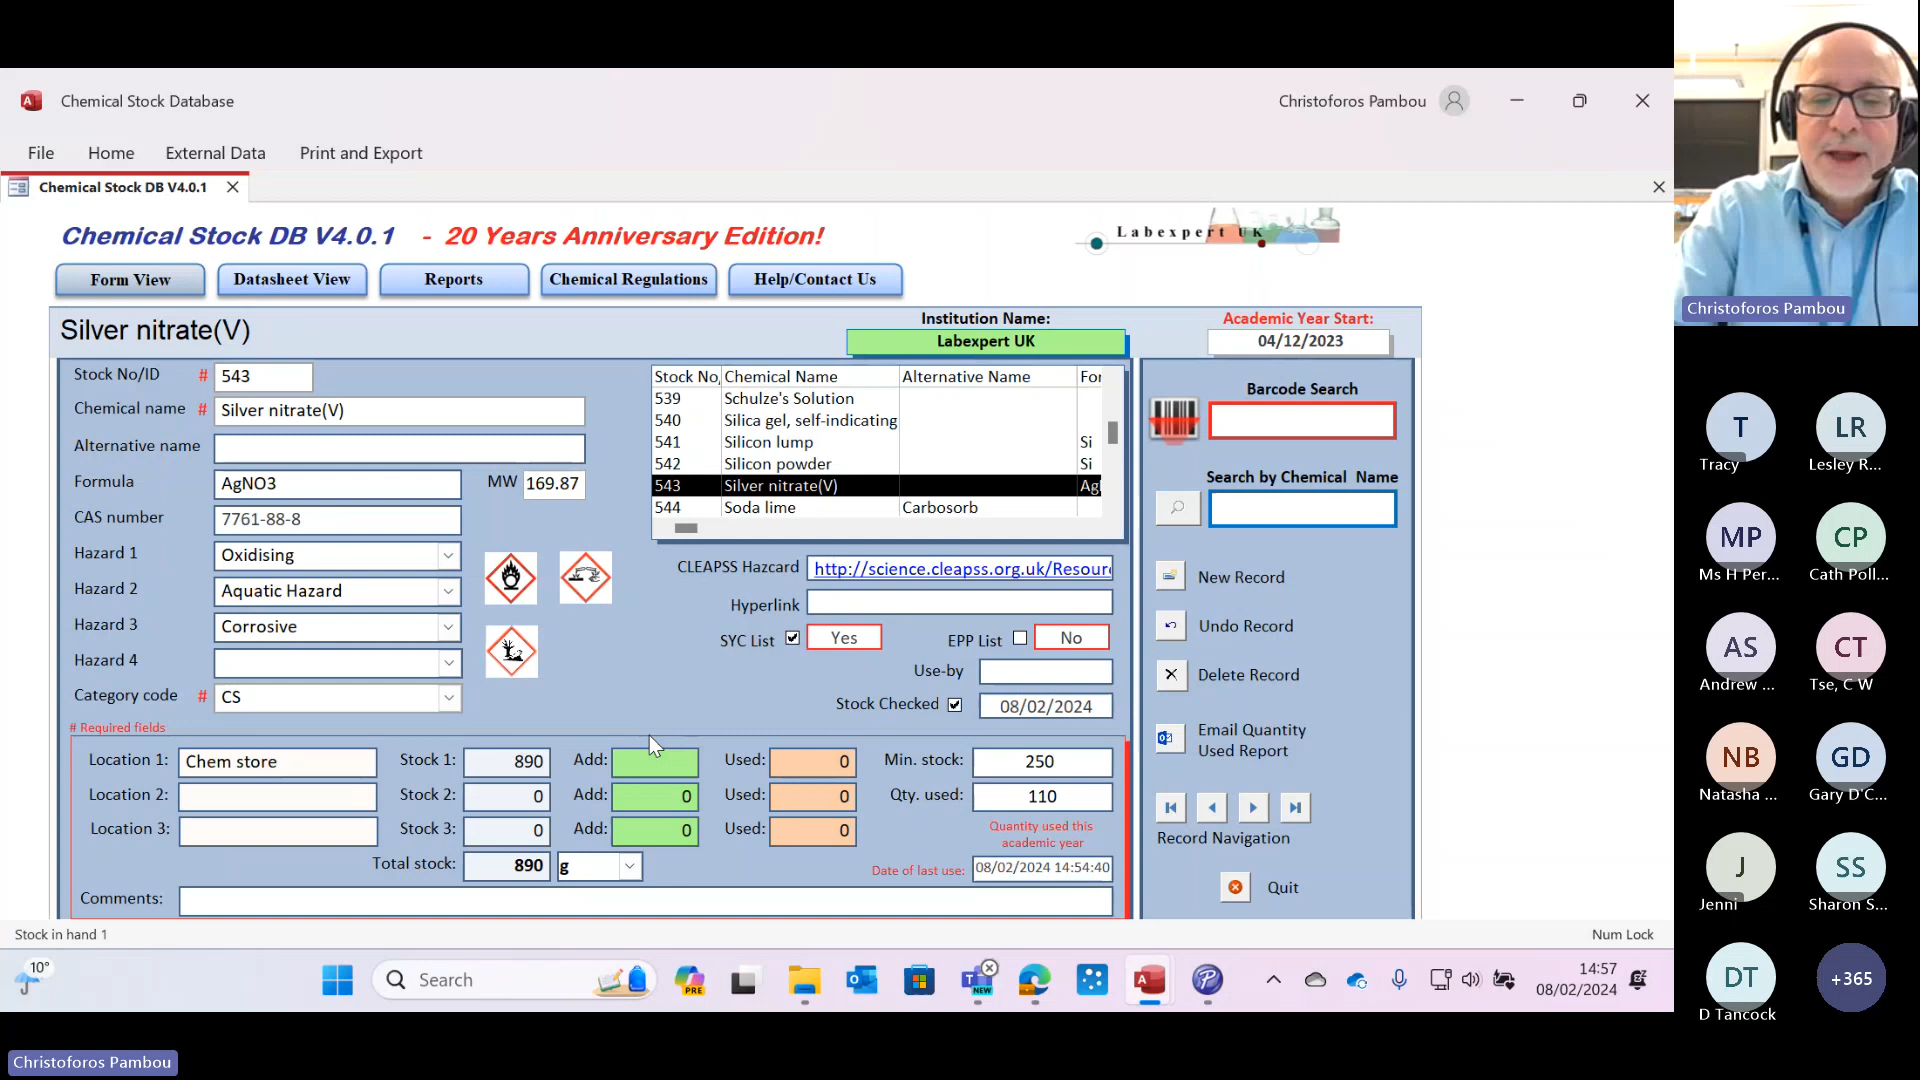 Chemical Stock Database
Christoforos Pambou
File Home External Data Print and Export
Chemical Stock DB V4.0.1
Chemical Stock DB V4.0.1 - 20 Years Anniversary Edition!
Labexpert UK
Form View Datasheet View Reports Chemical Regulations Help/Contact Us
Silver nitrate(V)
Institution Name:
Labexpert UK
Academic Year Start:
04/12/2023
Stock No/ID # 543
Chemical name # Silver nitrate(V)
Alternative name
Formula AgNO3 MW 169.87
CAS number 7761-88-8
Hazard 1 Oxidising
Hazard 2 Aquatic Hazard
Hazard 3 Corrosive
Hazard 4
Category code # CS
# Required fields
Stock No, Chemical Name Alternative Name For
539 Schulze's Solution
540 Silica gel, self-indicating
541 Silicon lump Si
542 Silicon powder Si
543 Silver nitrate(V) Ag
544 Soda lime Carbosorb
CLEAPSS Hazcard http://science.cleapss.org.uk/Resour
Hyperlink
SYC List Yes EPP List No
Use-by
Stock Checked 08/02/2024
Location 1: Chem store Stock 1: 890 Add: Used: 0 Min. stock: 250
Location 2: Stock 2: 0 Add: 0 Used: 0 Qty. used: 110
Location 3: Stock 3: 0 Add: 0 Used: 0
Quantity used this
academic year
Total stock: 890 g Date of last use: 08/02/2024 14:54:40
Comments:
Barcode Search
Search by Chemical Name
New Record
Undo Record
Delete Record
Email Quantity
Used Report
Record Navigation
Quit
Stock in hand 1
Num Lock
10°
Search
PRE
NEW
14:57
08/02/2024
Christoforos Pambou
Christoforos Pambou
T LR
Tracy Lesley R...
MP CP
Ms H Per... Cath Poll...
AS CT
Andrew ... Tse, C W
NB GD
Natasha ... Gary D'C...
J SS
Jenni Sharon S...
DT +365
D Tancock